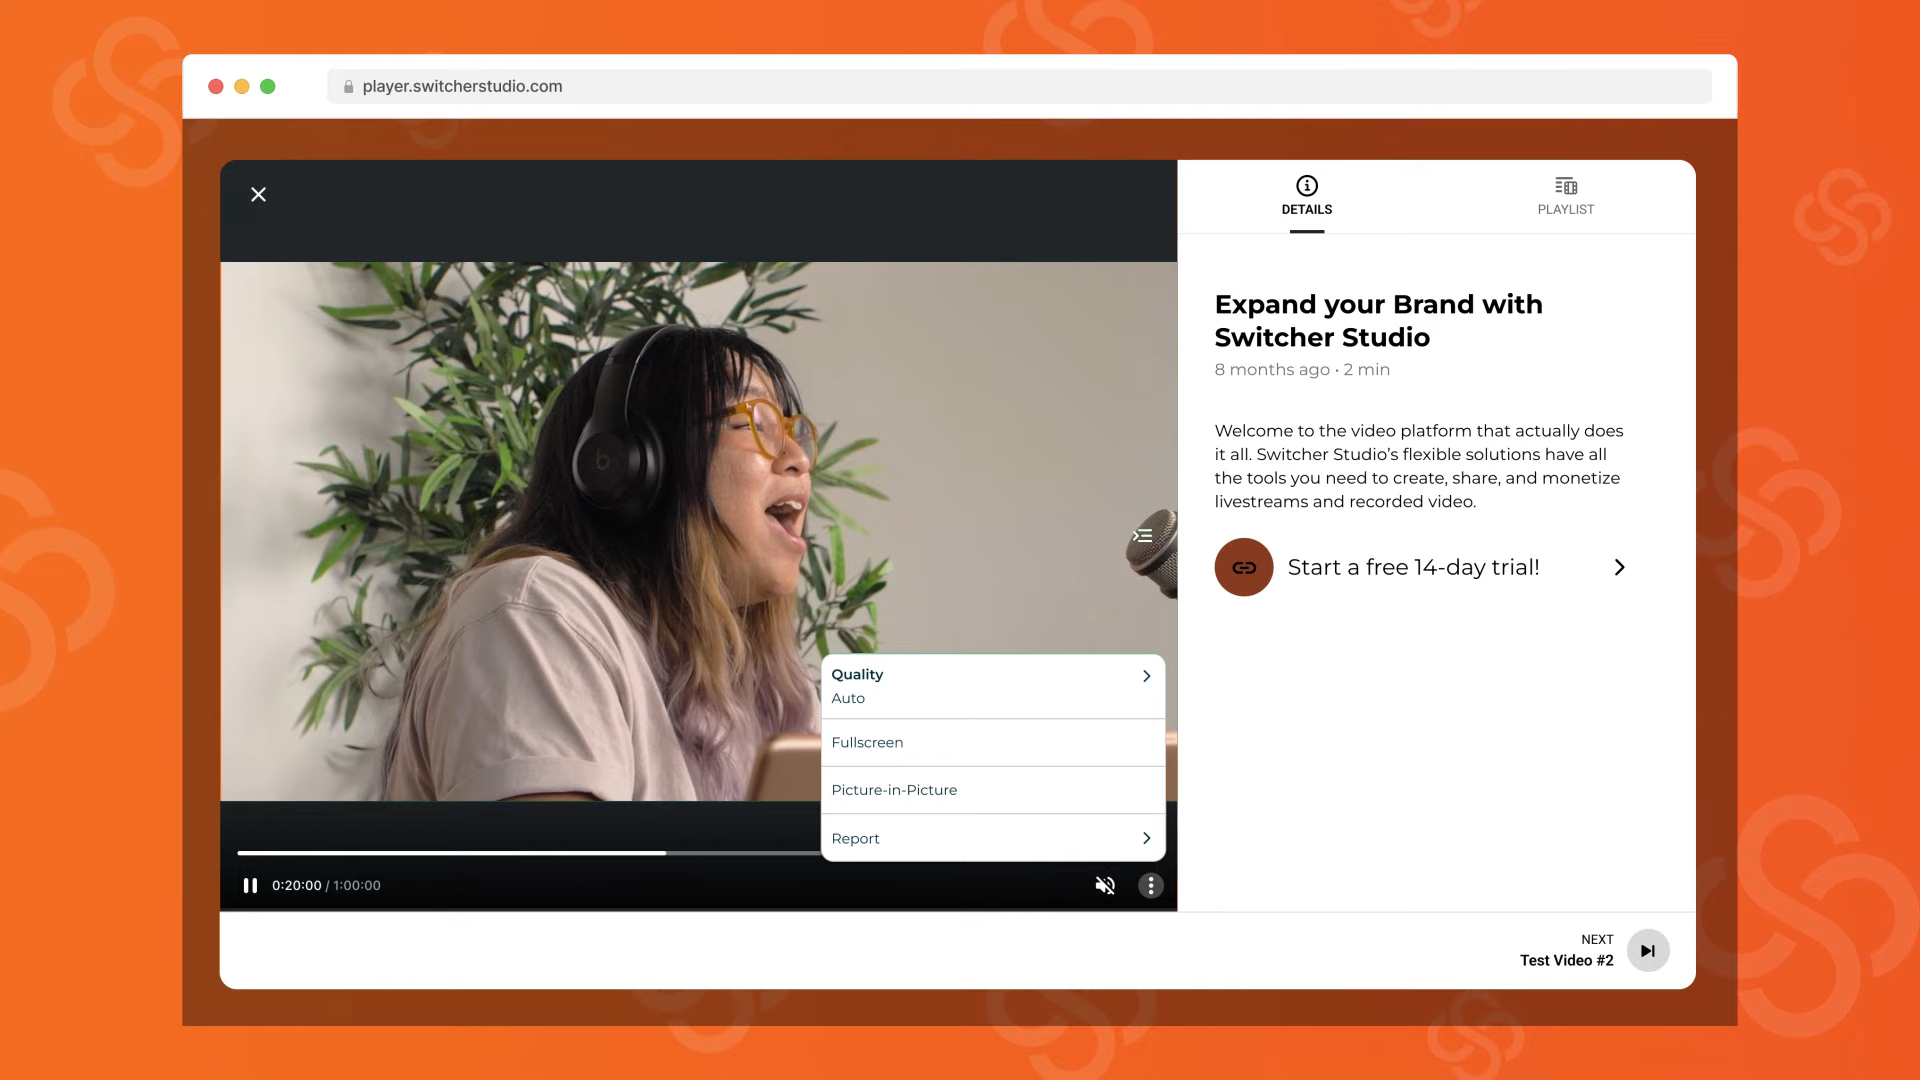 player.switcherstudio.com
DETAILS
PLAYLIST
Expand your Brand with
Switcher Studio
8 months ago • 2 min
Welcome to the video platform that actually does
it all. Switcher Studio’s flexible solutions have all
the tools you need to create, share, and monetize
livestreams and recorded video.
Start a free 14-day trial!
Quality
Auto
Fullscreen
Picture-in-Picture
Report
0:20:00 / 1:00:00
NEXT
Test Video #2